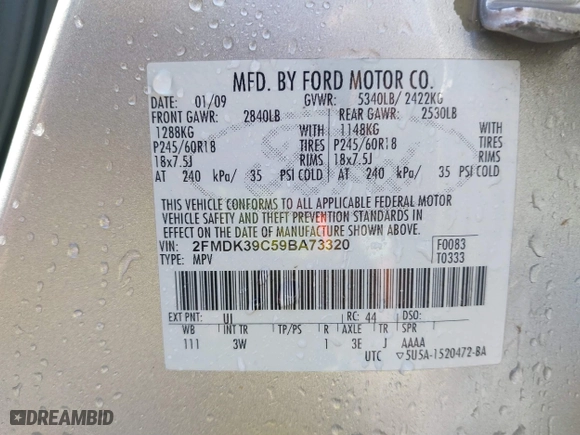 MFD. BY FORD MOTOR CO.
DATE: 01/09 GVWR: 5340LB/ 2422KG
FRONT GAWR: 2840LB REAR GAWR: 2530LB
1288KG WITH 1148KG WITH
P245/60R18 TIRES P245/60R18 TIRES
18x7.5J RIMS 18x7.5J RIMS
AT 240 kPa/ 35 PSI COLD AT 240 kPa/ 35 PSI COLD
THIS VEHICLE CONFORMS TO ALL APPLICABLE FEDERAL MOTOR
VEHICLE SAFETY AND THEFT PREVENTION STANDARDS IN
EFFECT ON THE DATE OF MANUFACTURE SHOWN ABOVE.
VIN: 2FMDK39C59BA73320 F0083
TYPE: MPV T0333
EXT PNT: UI RC: 44 DSO:
WB INT TR TP/PS R AXLE TR SPR
111 3W 1 3E J AAAA
UTC ▽5U5A-1520472-BA
DREAMBID